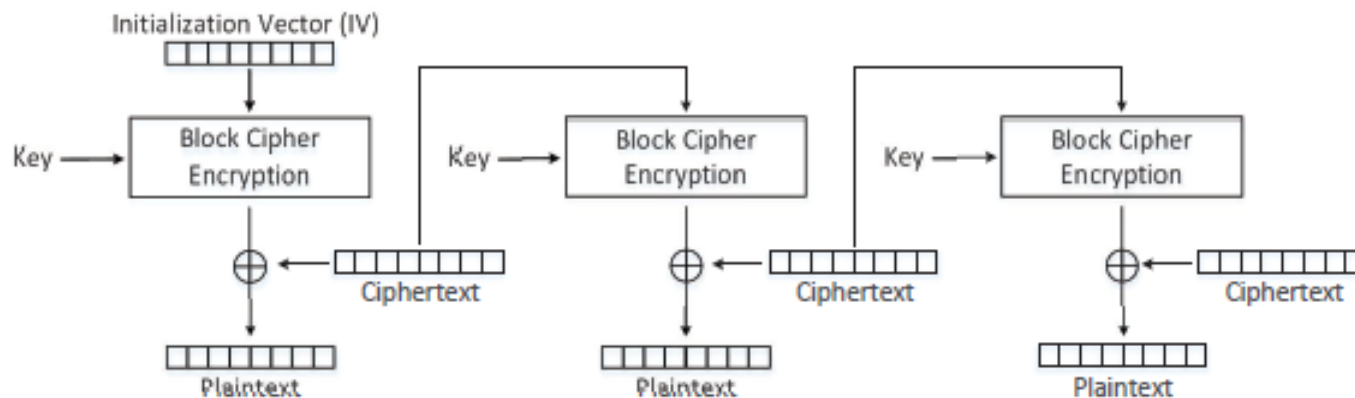 Initialization Vector (IV)
Key
Block Cipher
Encryption
Key
Block Cipher
Encryption
Key
Block Cipher
Encryption
Ciphertext
Ciphertext
Ciphertext
Plaintext
Plaintext
Plaintext